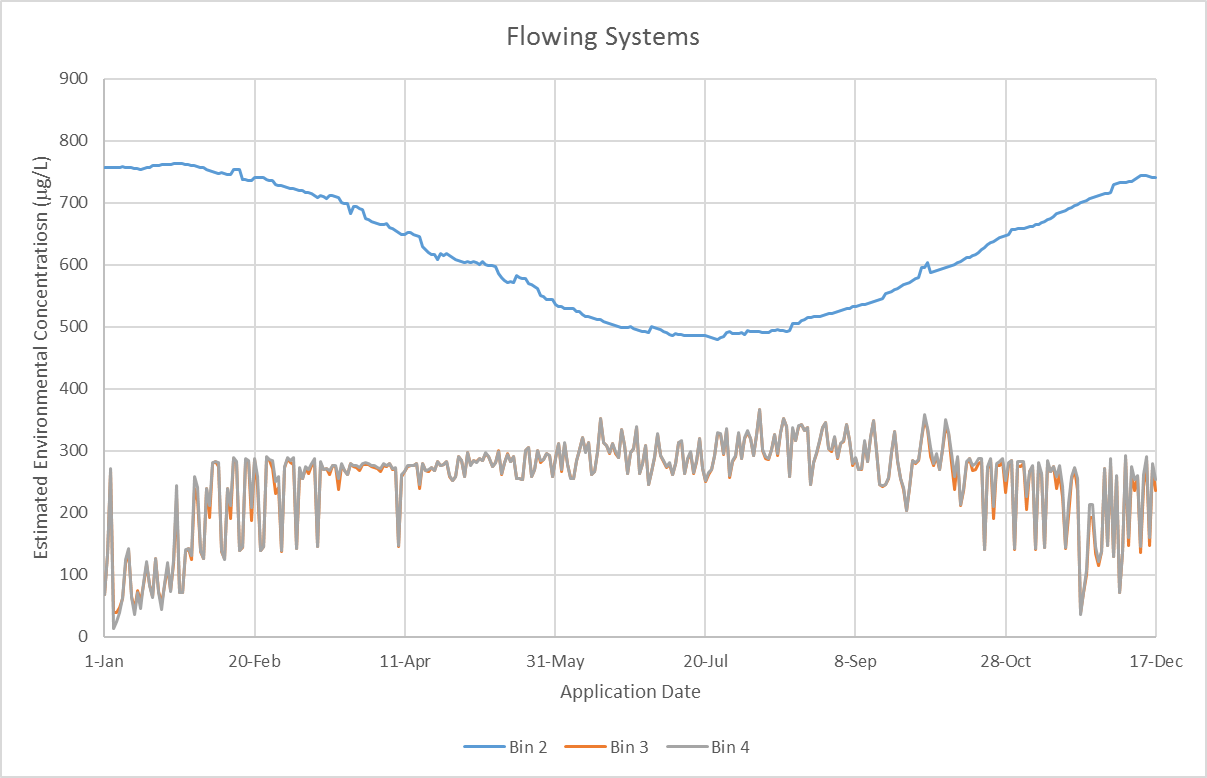 Flowing Systems
Estimated Environmental Concentratiosn (µg/L)
900
800
700
600
500
400
300
200
100
0
1-Jan 20-Feb 11-Apr 31-May 20-Jul 8-Sep 28-Oct 17-Dec
Application Date
Bin 2 Bin 3 Bin 4